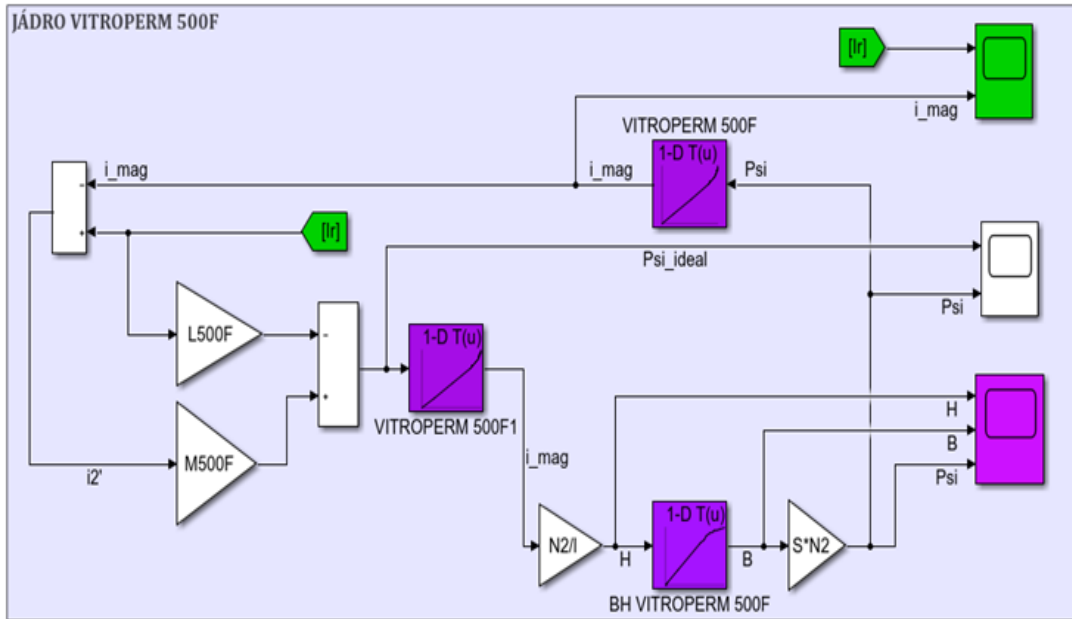 JÁDRO VITROPERM 500F
[Ir]
i_mag
VITROPERM 500F
1-D T(u)
i_mag
i_mag
Psi
-
+
[Ir]
Psi_ideal
Psi
L500F
-
1-D T(u)
+
VITROPERM 500F1
M500F
i2'
i_mag
H
B
Psi
N2/l
H
1-D T(u)
B
S*N2
BH VITROPERM 500F